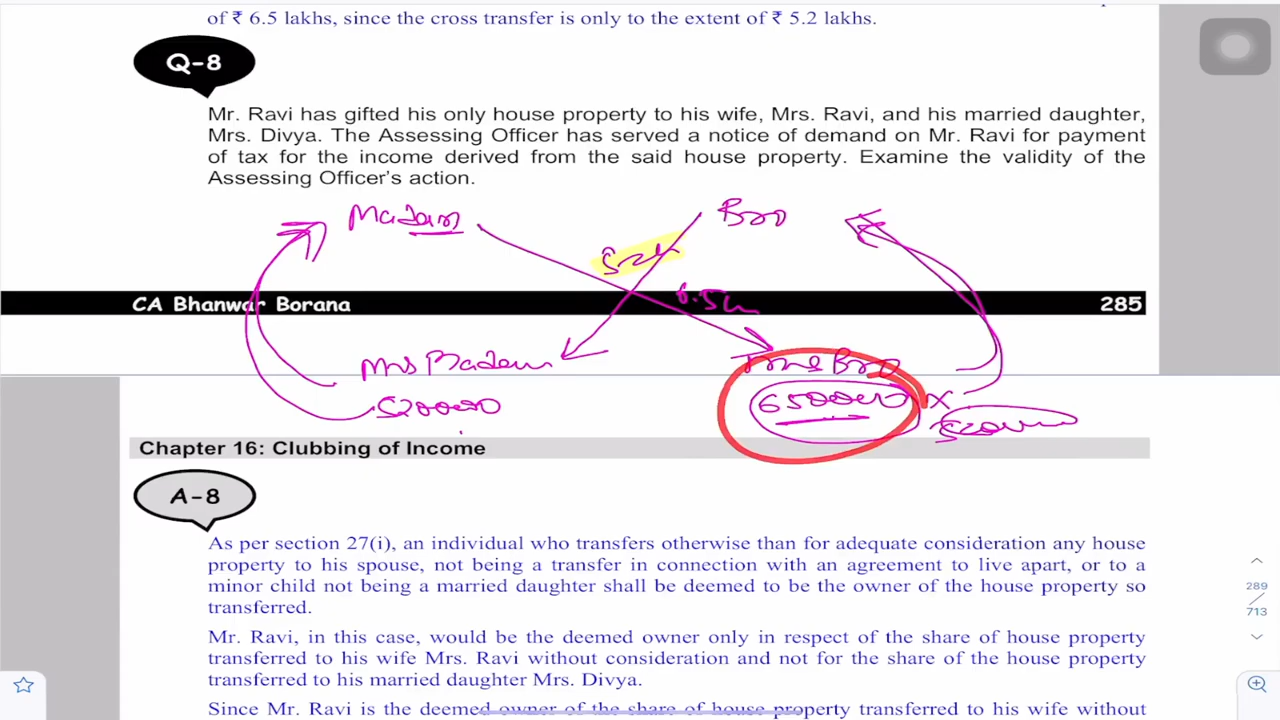 of ₹ 6.5 lakhs, since the cross transfer is only to the extent of ₹ 5.2 lakhs.
Q-8
Mr. Ravi has gifted his only house property to his wife, Mrs. Ravi, and his married daughter,
Mrs. Divya. The Assessing Officer has served a notice of demand on Mr. Ravi for payment
of tax for the income derived from the said house property. Examine the validity of the
Assessing Officer's action.
Madam Bro
6.5L
CA Bhanwar Borana 285
520000 650000 x
Chapter 16: Clubbing of Income
A-8
As per section 27(i), an individual who transfers otherwise than for adequate consideration any house
property to his spouse, not being a transfer in connection with an agreement to live apart, or to a
minor child not being a married daughter shall be deemed to be the owner of the house property so
transferred.
289
713
Mr. Ravi, in this case, would be the deemed owner only in respect of the share of house property
transferred to his wife Mrs. Ravi without consideration and not for the share of the house property
transferred to his married daughter Mrs. Divya.
Since Mr. Ravi is the deemed owner of the share of house property transferred to his wife without